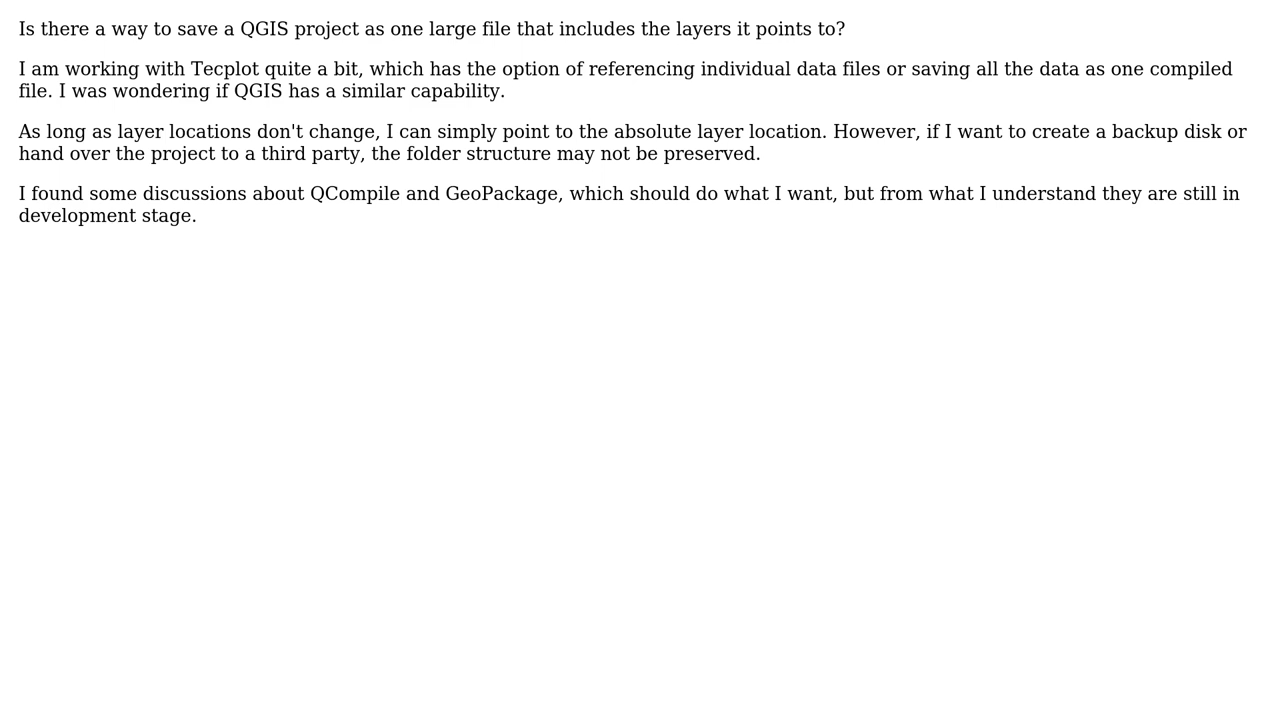 Is there a way to save a QGIS project as one large file that includes the layers it points to?
I am working with Tecplot quite a bit, which has the option of referencing individual data files or saving all the data as one compiled
file. I was wondering if QGIS has a similar capability.
As long as layer locations don't change, I can simply point to the absolute layer location. However, if I want to create a backup disk or
hand over the project to a third party, the folder structure may not be preserved.
I found some discussions about QCompile and GeoPackage, which should do what I want, but from what I understand they are still in
development stage.